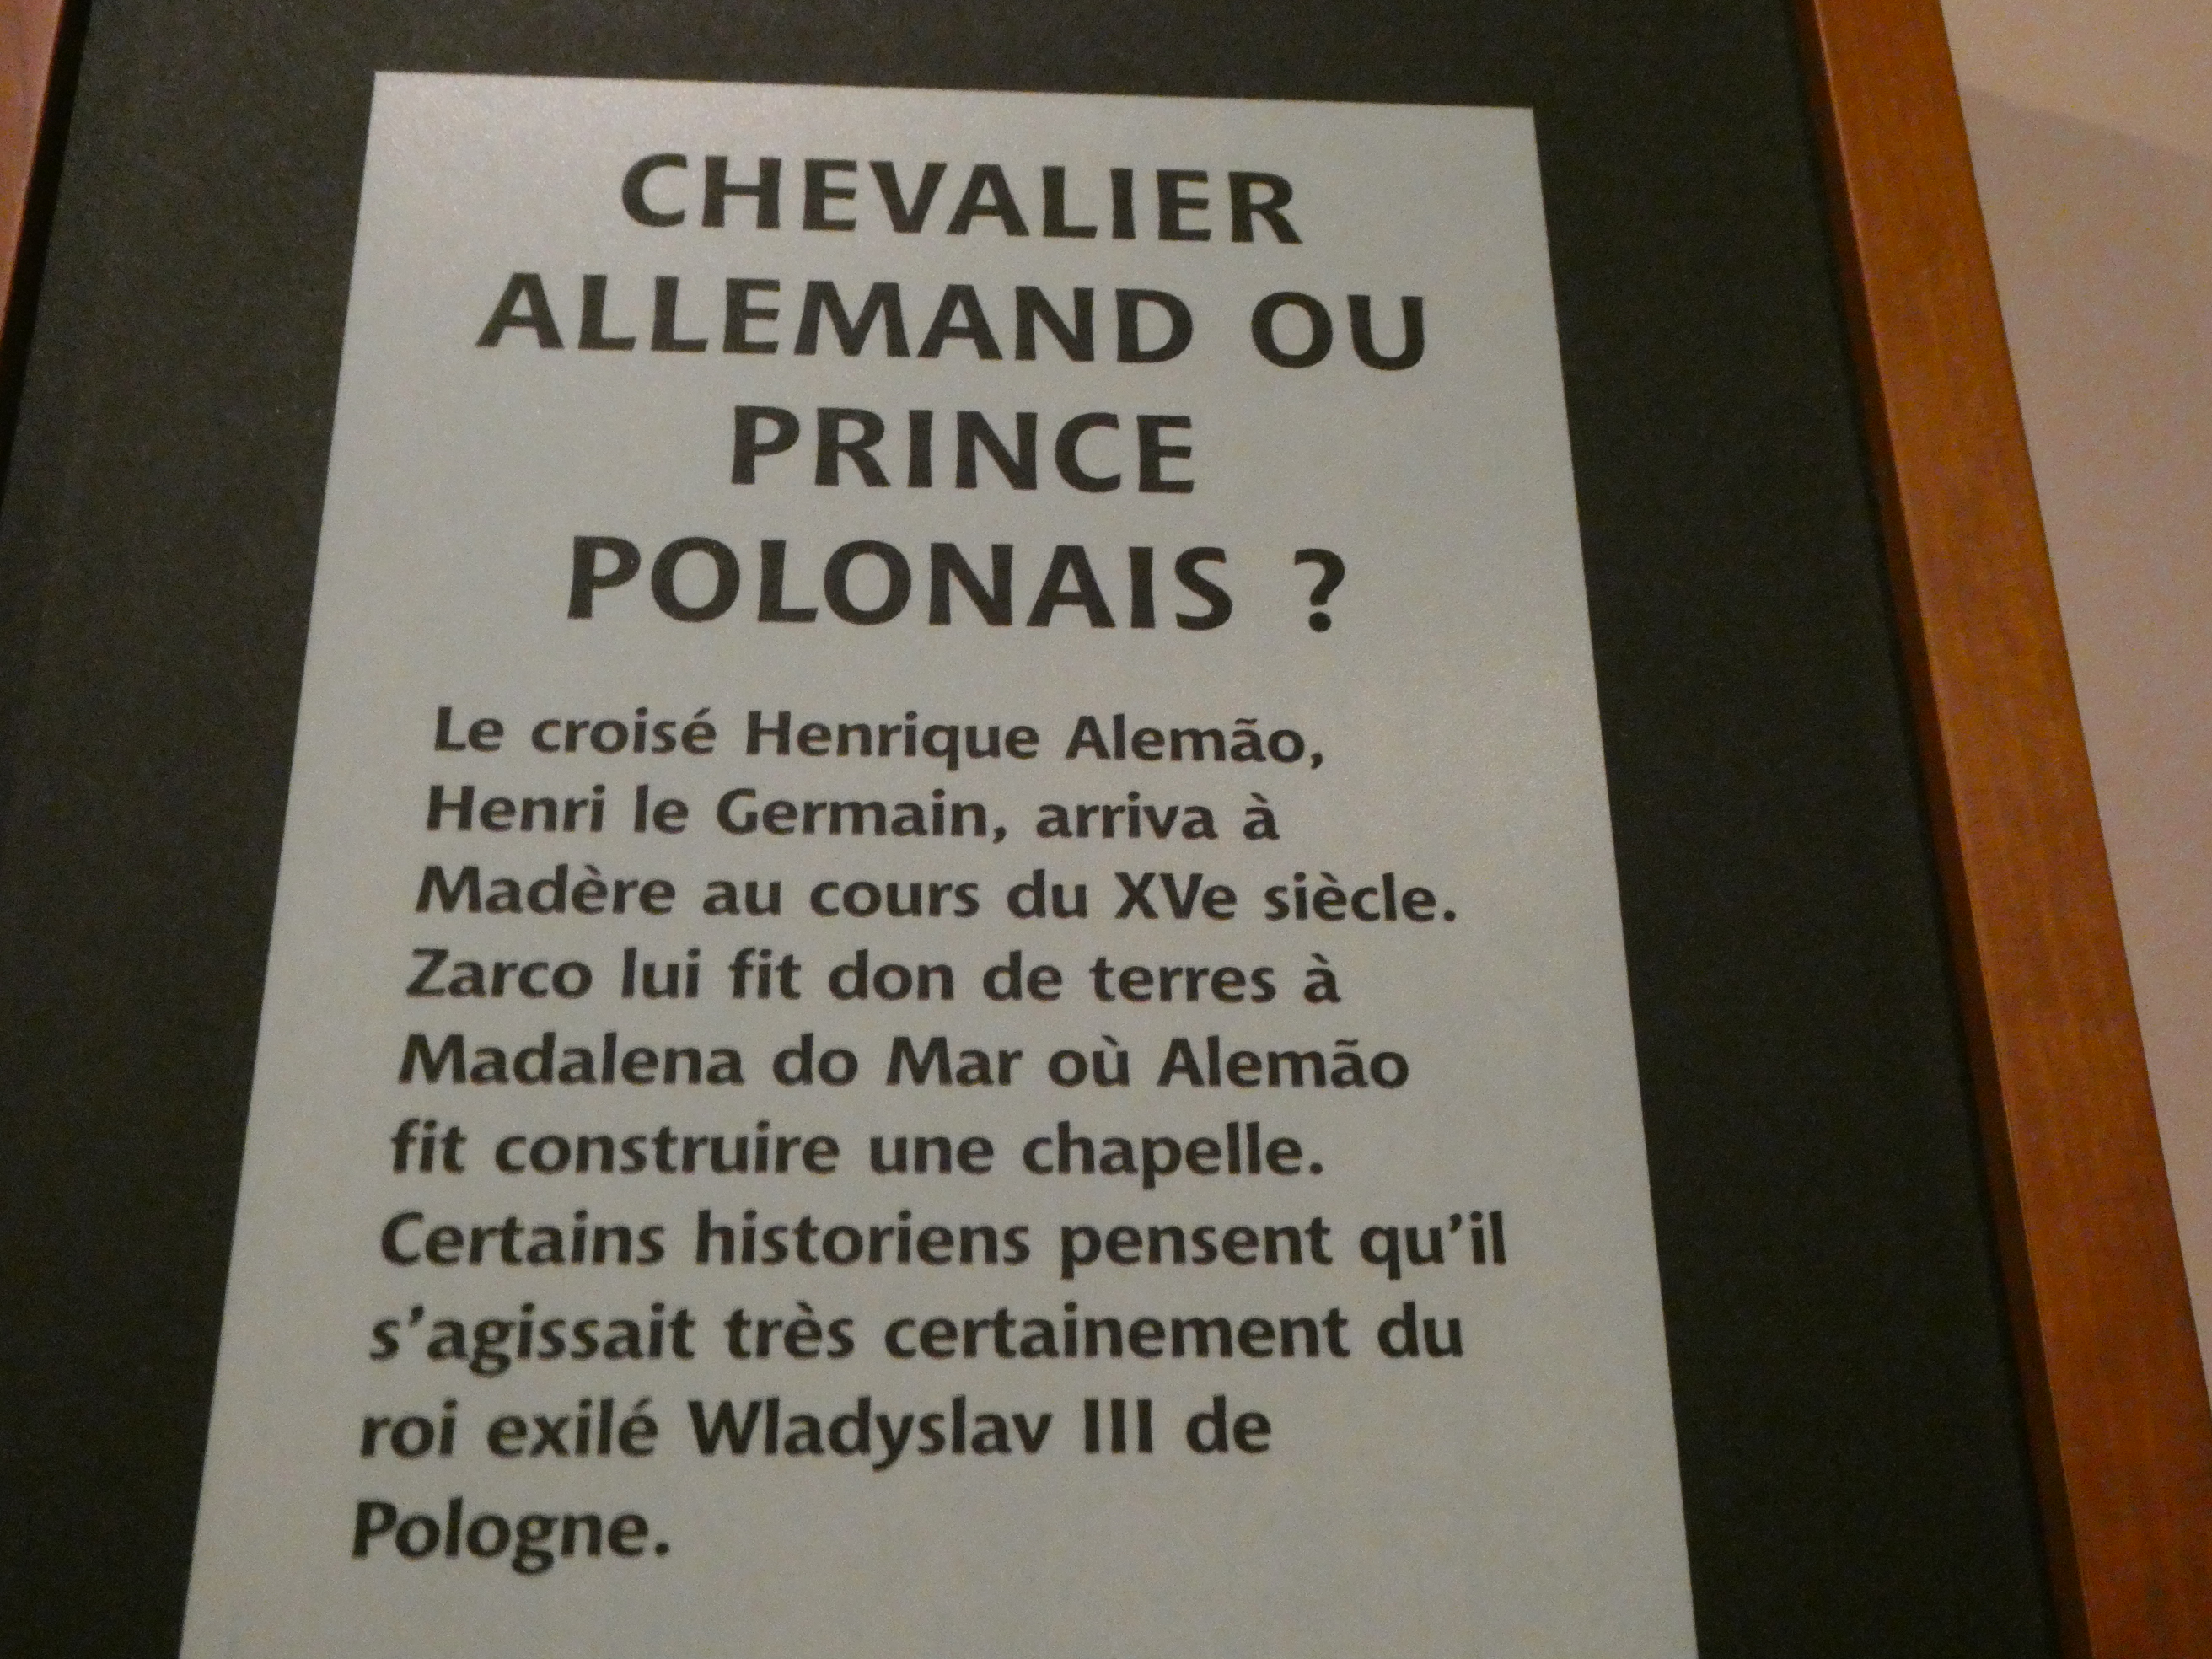 CHEVALIER
ALLEMAND OU
PRINCE
POLONAIS ?
Le croisé Henrique Alemão,
Henri le Germain, arriva à
Madère au cours du XVe siècle.
Zarco lui fit don de terres à
Madalena do Mar où Alemão
fit construire une chapelle.
Certains historiens pensent qu’il
s’agissait très certainement du
roi exilé Wladyslav III de
Pologne.